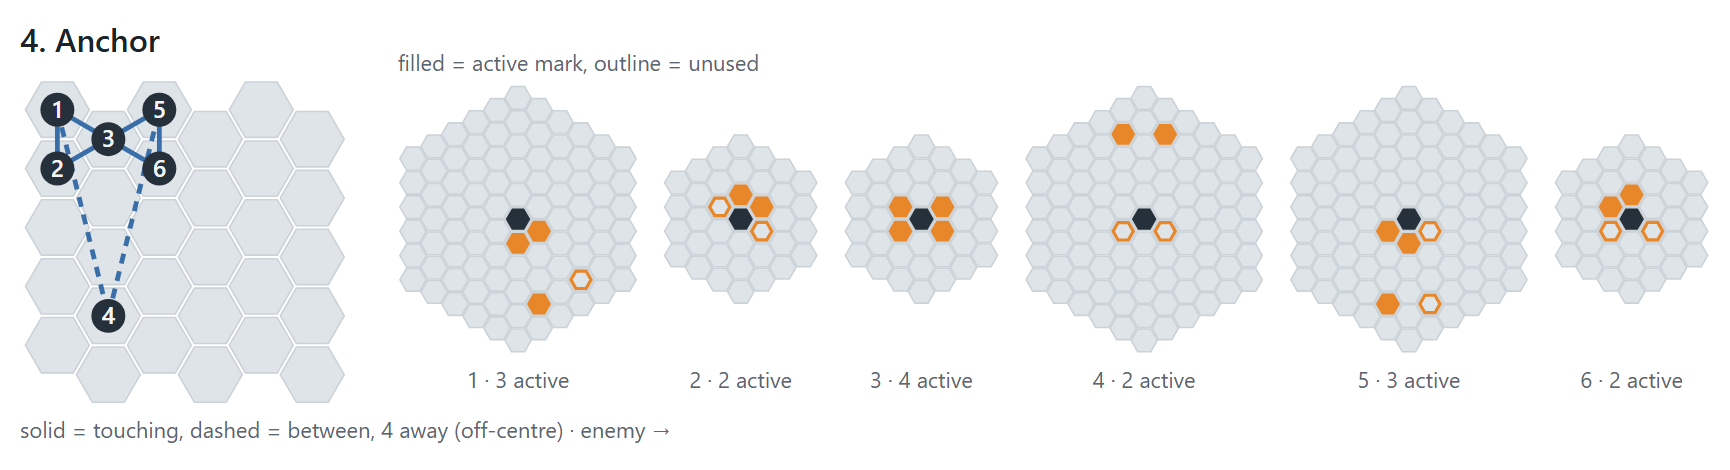 4. Anchor
filled = active mark, outline = unused
1
5
3
2
6
4
1 · 3 active
2 · 2 active
3 · 4 active
4 · 2 active
5 · 3 active
6 · 2 active
solid = touching, dashed = between, 4 away (off-centre) · enemy →